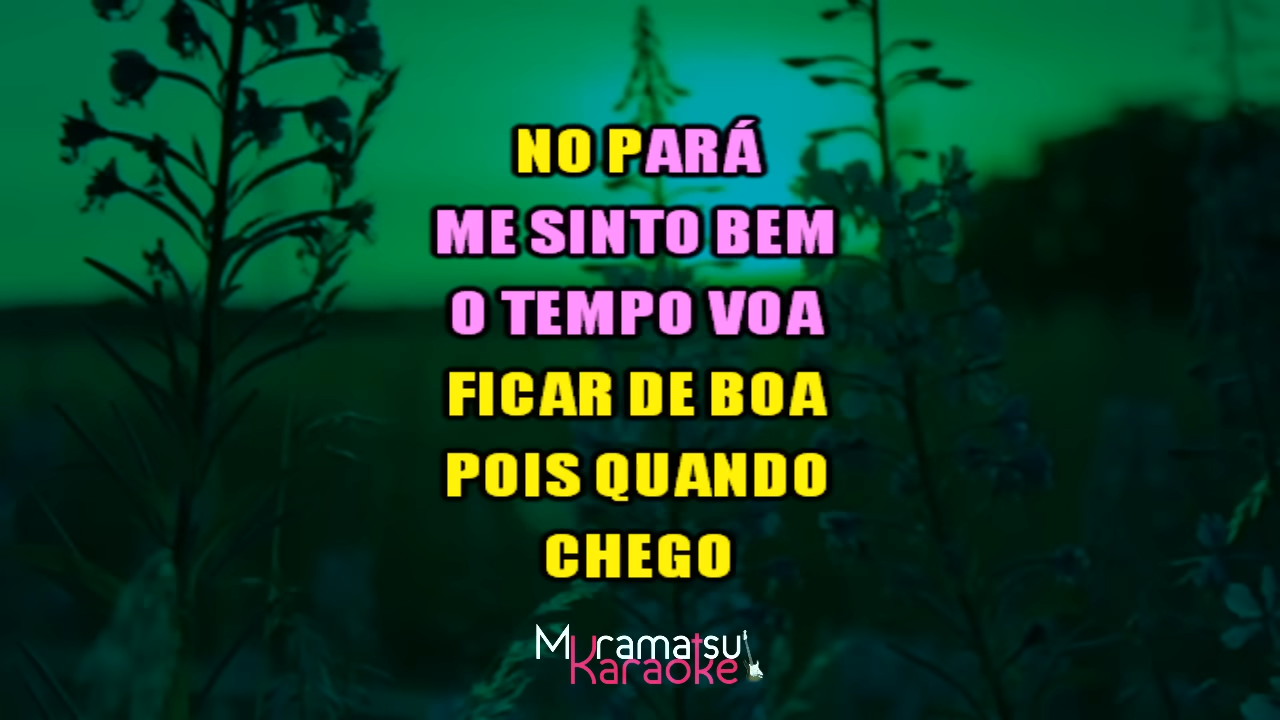 NO PARÁ
ME SINTO BEM
O TEMPO VOA
FICAR DE BOA
POIS QUANDO
CHEGO
Muramatsu
Karaoke